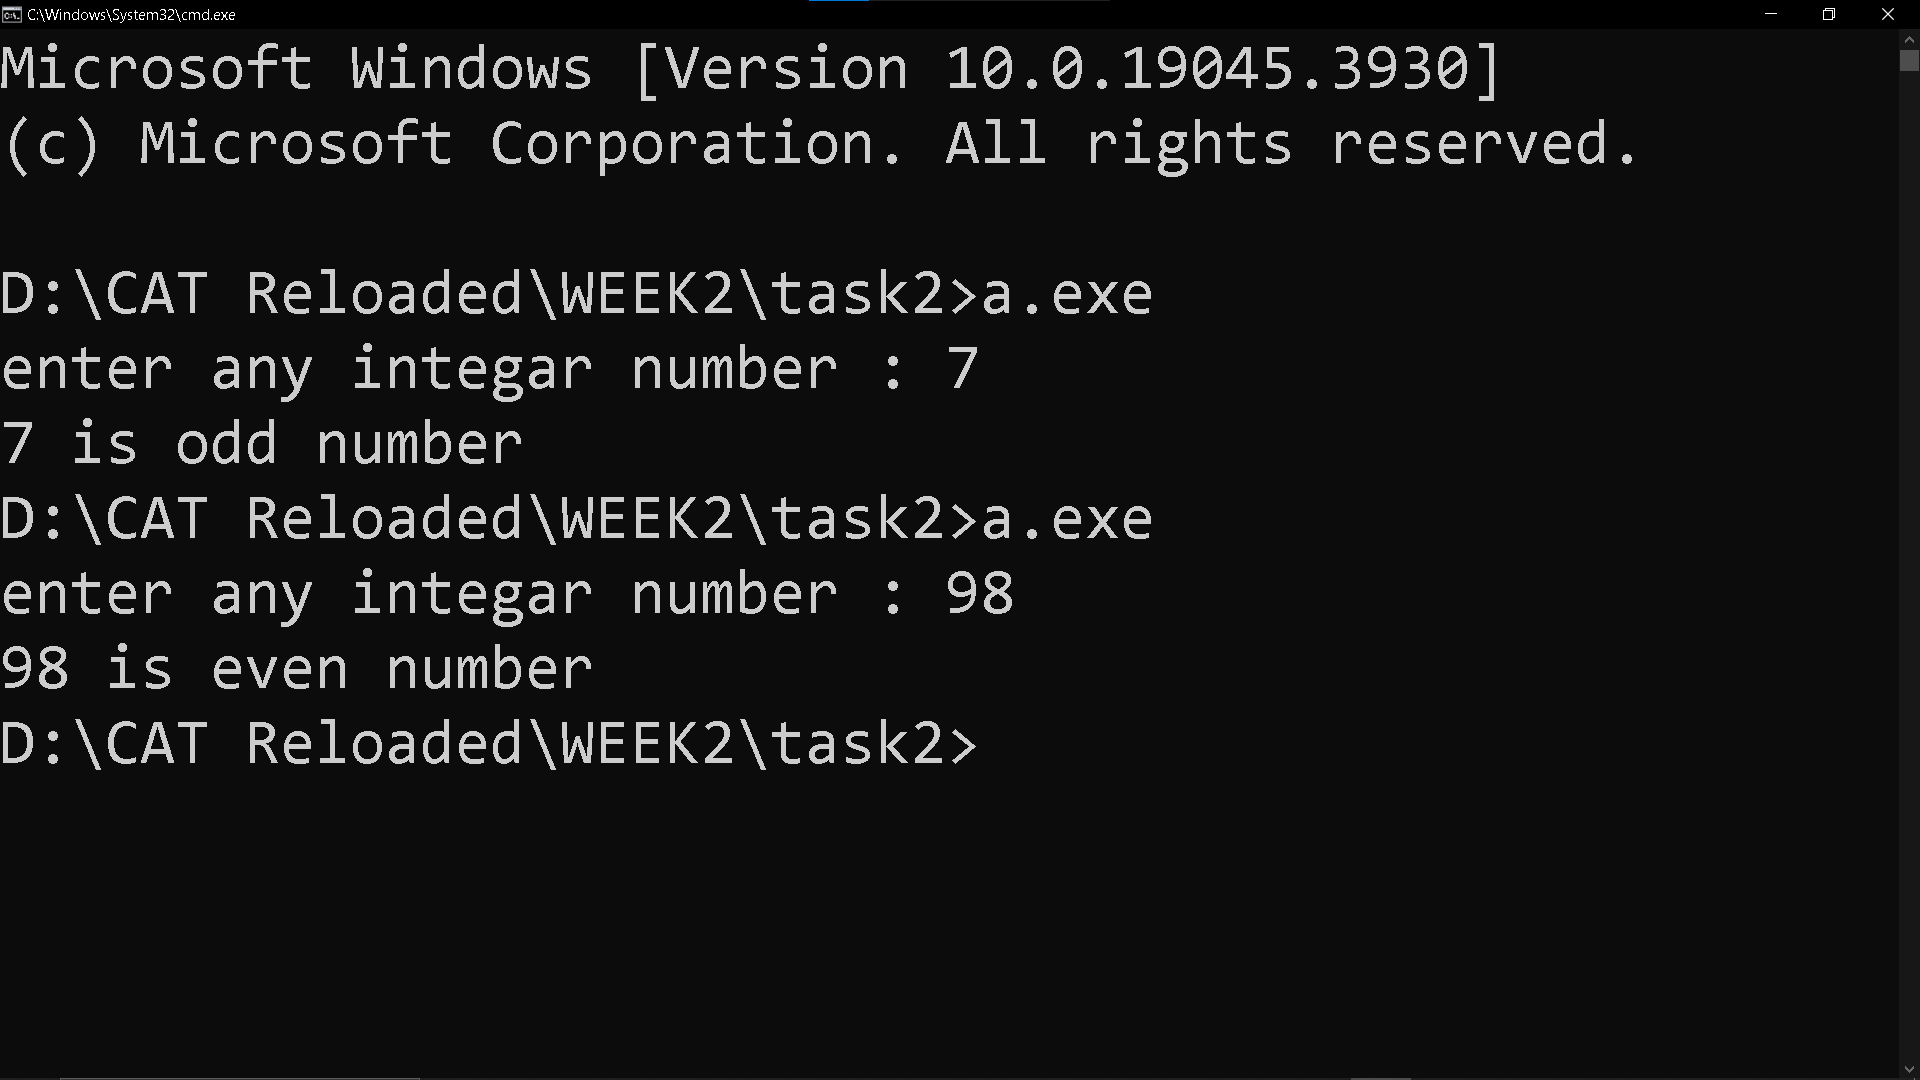 C:\Windows\System32\cmd.exe
Microsoft Windows [Version 10.0.19045.3930]
(c) Microsoft Corporation. All rights reserved.
D:\CAT Reloaded\WEEK2\task2>a.exe
enter any integar number : 7
7 is odd number
D:\CAT Reloaded\WEEK2\task2>a.exe
enter any integar number : 98
98 is even number
D:\CAT Reloaded\WEEK2\task2>